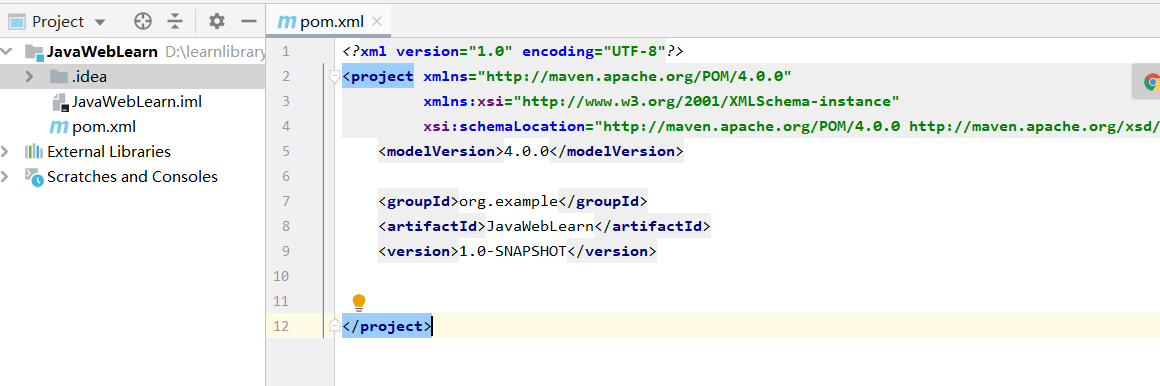 Project
pom.xml
JavaWebLearn D:\learnlibrary
.idea
JavaWebLearn.iml
pom.xml
External Libraries
Scratches and Consoles
1 <?xml version="1.0" encoding="UTF-8"?>
2 <project xmlns="http://maven.apache.org/POM/4.0.0"
3 xmlns:xsi="http://www.w3.org/2001/XMLSchema-instance"
4 xsi:schemaLocation="http://maven.apache.org/POM/4.0.0 http://maven.apache.org/xsd/
5 <modelVersion>4.0.0</modelVersion>
6
7 <groupId>org.example</groupId>
8 <artifactId>JavaWebLearn</artifactId>
9 <version>1.0-SNAPSHOT</version>
10
11
12 </project>